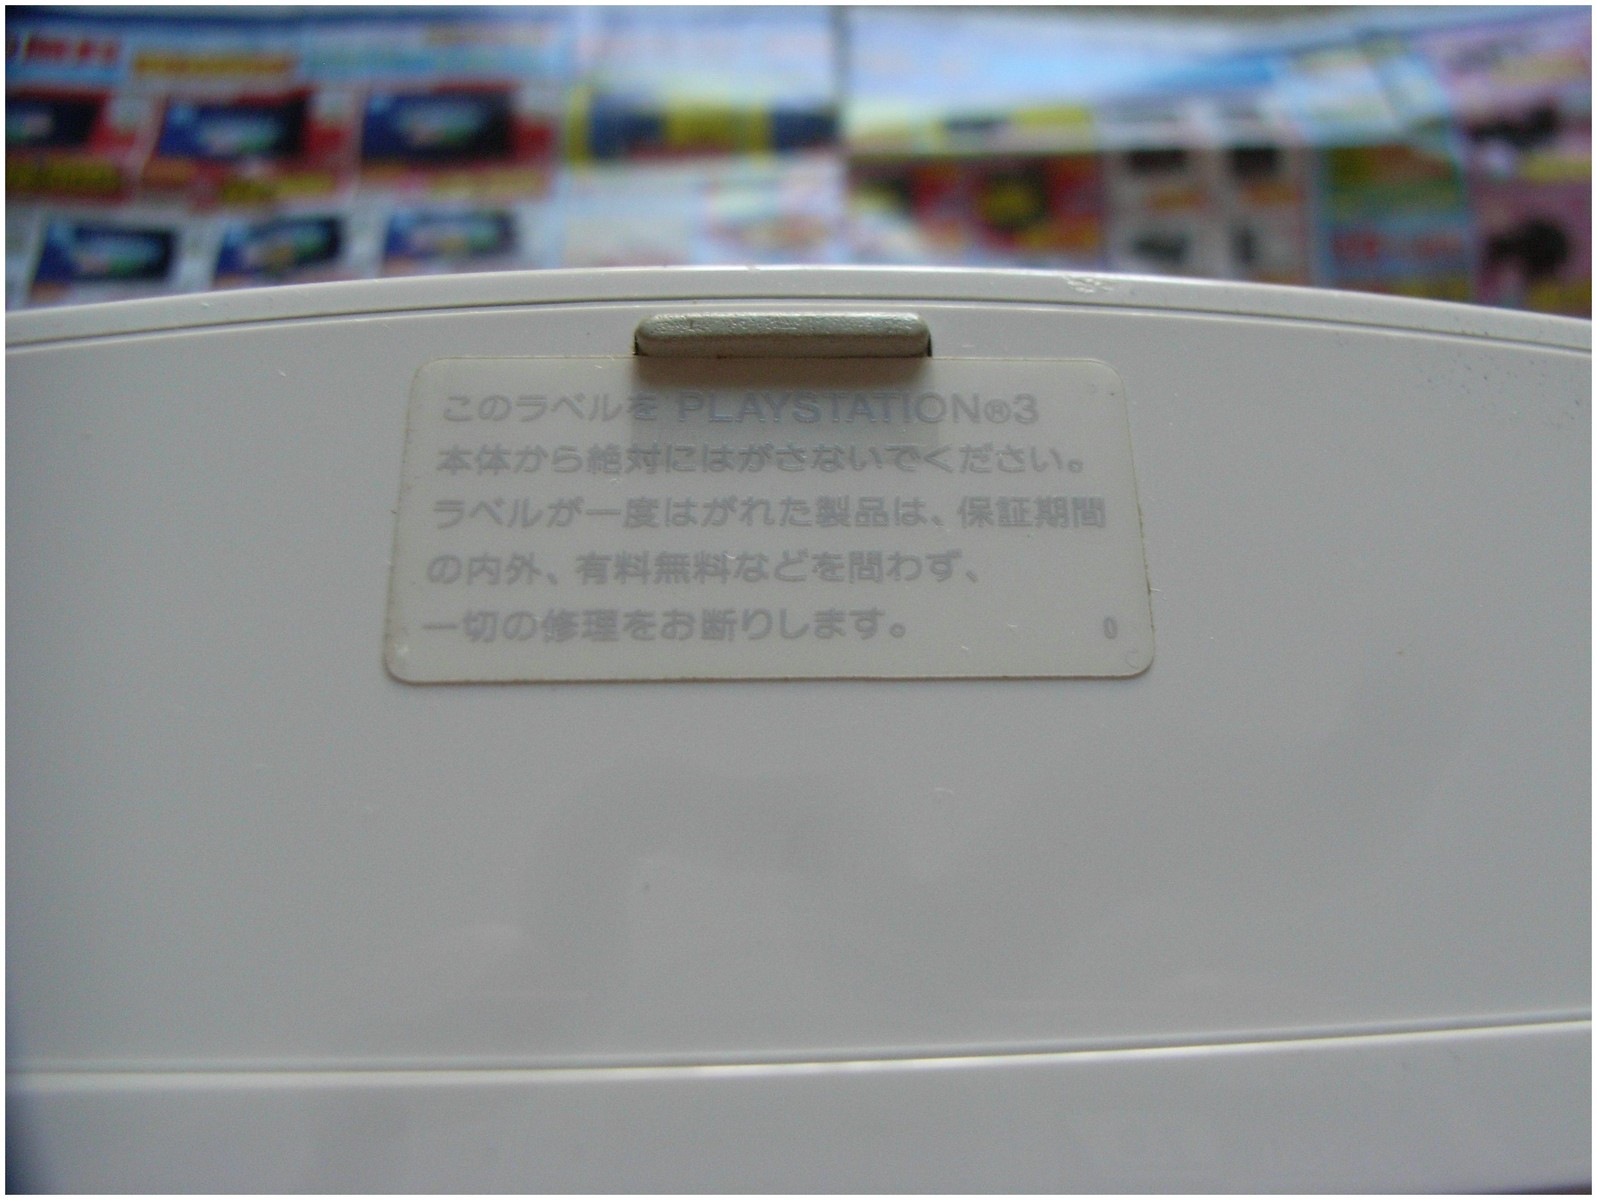 このラベルを PLAYSTATION®3
本体から絶対にはがさないでください。
ラベルが一度はがれた製品は、保証期間
の内外、有料無料などを問わず、
一切の修理をお断りします。 0